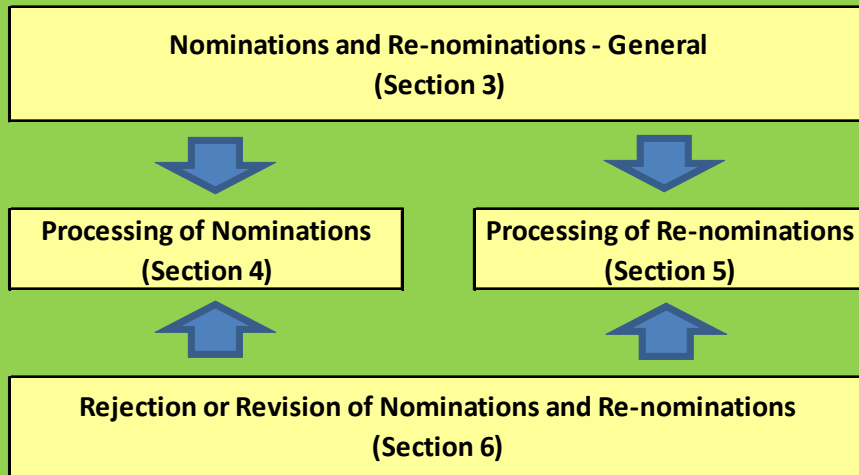 Nominations and Re-nominations - General
(Section 3)
Processing of Nominations
(Section 4)
Processing of Re-nominations
(Section 5)
Rejection or Revision of Nominations and Re-nominations
(Section 6)